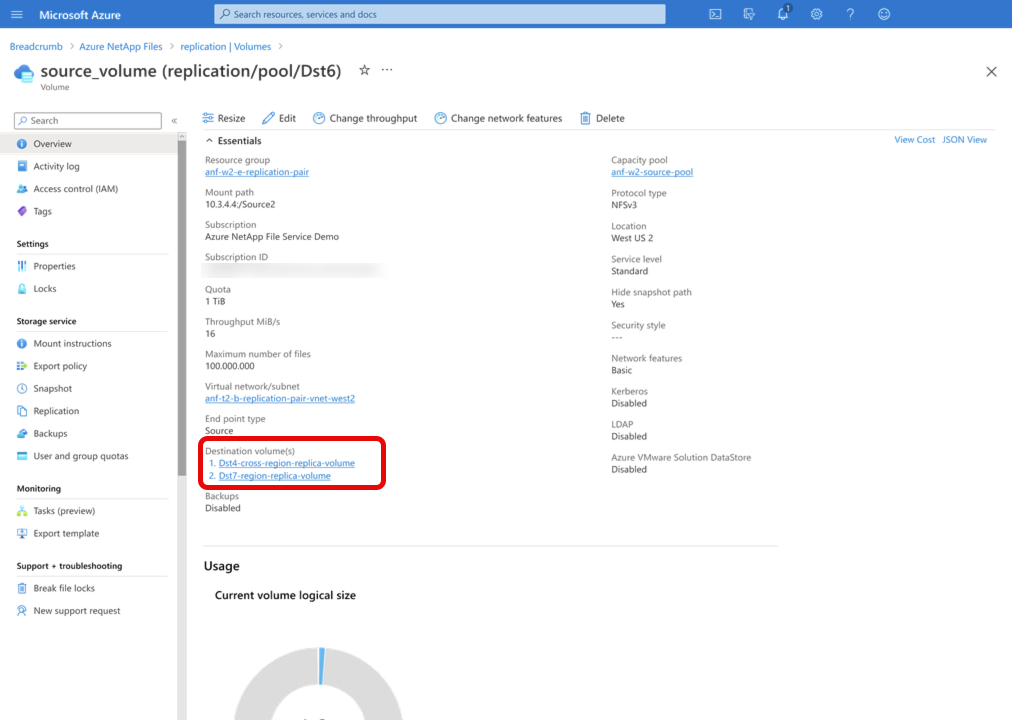 Microsoft Azure
Search resources, services and docs
1
Breadcrumb > Azure NetApp Files > replication | Volumes >
source_volume (replication/pool/Dst6)
Volume
Search
Overview
Activity log
Access control (IAM)
Tags
Settings
Properties
Locks
Storage service
Mount instructions
Export policy
Snapshot
Replication
Backups
User and group quotas
Monitoring
Tasks (preview)
Export template
Support + troubleshooting
Break file locks
New support request
Resize Edit Change throughput Change network features Delete
Essentials
View Cost JSON View
Resource group
anf-w2-e-replication-pair
Mount path
10.3.4.4:/Source2
Subscription
Azure NetApp File Service Demo
Subscription ID
Quota
1 TiB
Throughput MiB/s
16
Maximum number of files
100.000.000
Virtual network/subnet
anf-t2-b-replication-pair-vnet-west2
End point type
Source
Destination volume(s)
1. Dst4-cross-region-replica-volume
2. Dst7-region-replica-volume
Backups
Disabled
Capacity pool
anf-w2-source-pool
Protocol type
NFSv3
Location
West US 2
Service level
Standard
Hide snapshot path
Yes
Security style
---
Network features
Basic
Kerberos
Disabled
LDAP
Disabled
Azure VMware Solution DataStore
Disabled
Usage
Current volume logical size